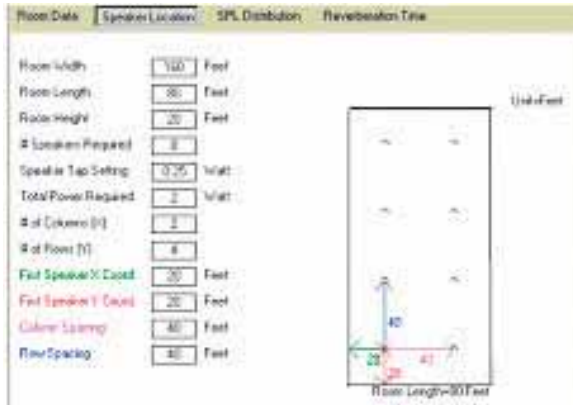 Room Data Speaker Location SPL Distribution Reverberation Time
Room Width 160 Feet
Room Length 80 Feet
Room Height 20 Feet
# Speakers Required 8
Speaker Tap Setting 0.25 Watt
Total Power Required 2 Watt
# of Columns (X) 2
# of Rows (Y) 4
First Speaker X Coord. 20 Feet
First Speaker Y Coord. 20 Feet
Column Spacing 40 Feet
Row Spacing 40 Feet
Unit=Feet
40
20 40
20
Room Length=80 Feet